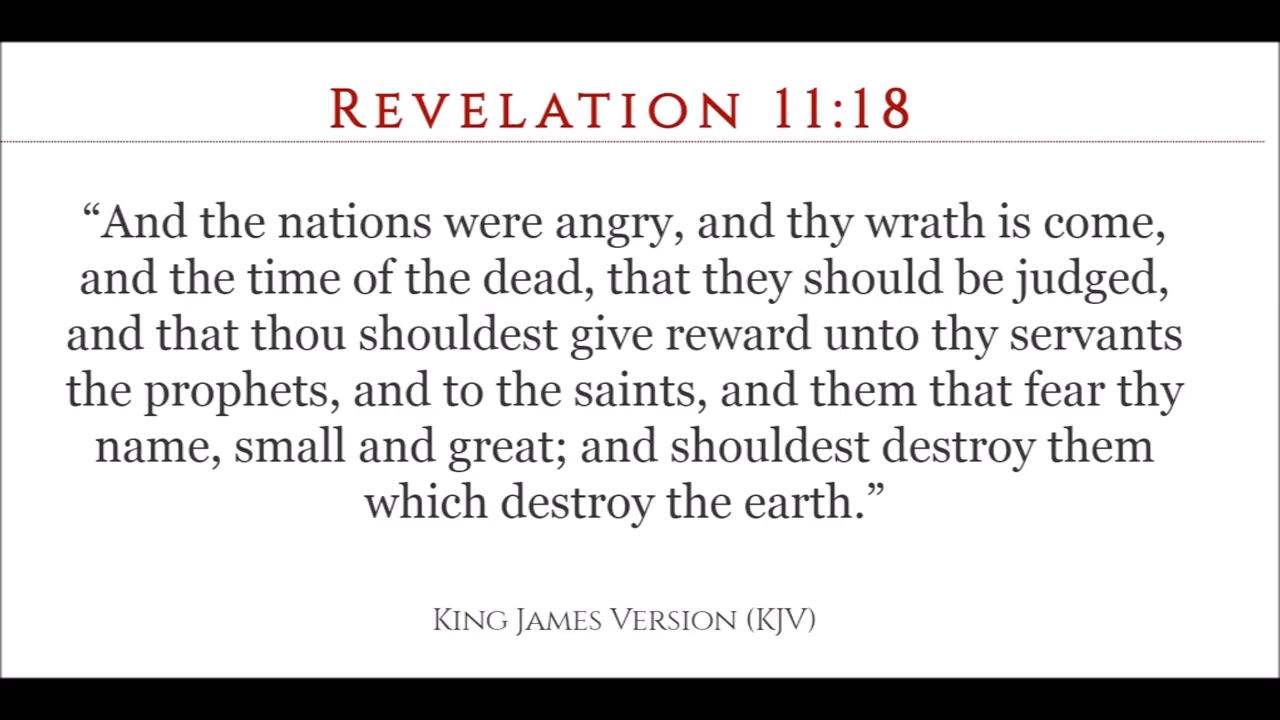 Revelation 11:18
“And the nations were angry, and thy wrath is come,
and the time of the dead, that they should be judged,
and that thou shouldest give reward unto thy servants
the prophets, and to the saints, and them that fear thy
name, small and great; and shouldest destroy them
which destroy the earth.”
King James Version (KJV)